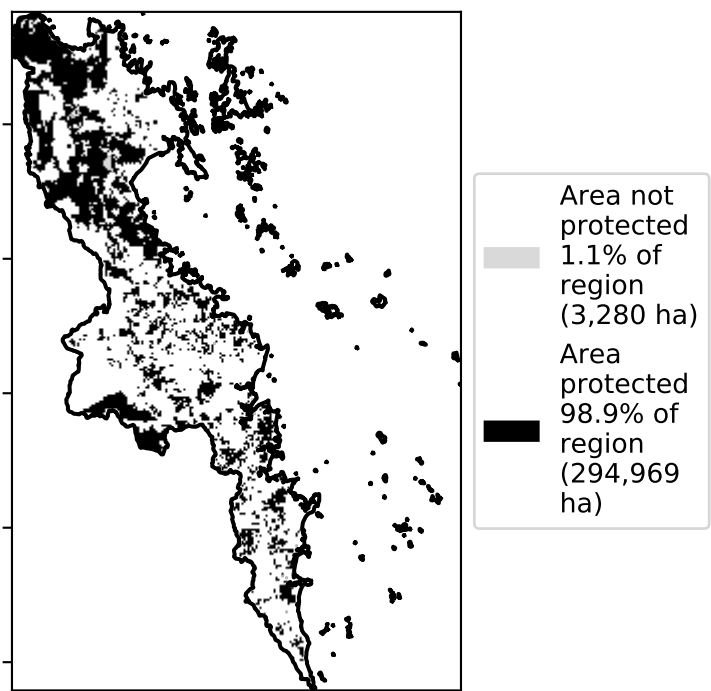 Area not
protected
1.1% of
region
(3,280 ha)
Area
protected
98.9% of
region
(294,969
ha)